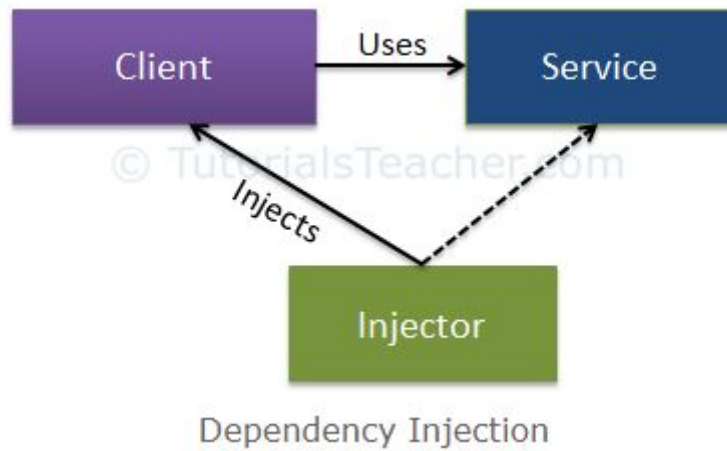 Client
Uses
Service
© TutorialsTeacher.com
Injects
Injector
Dependency Injection